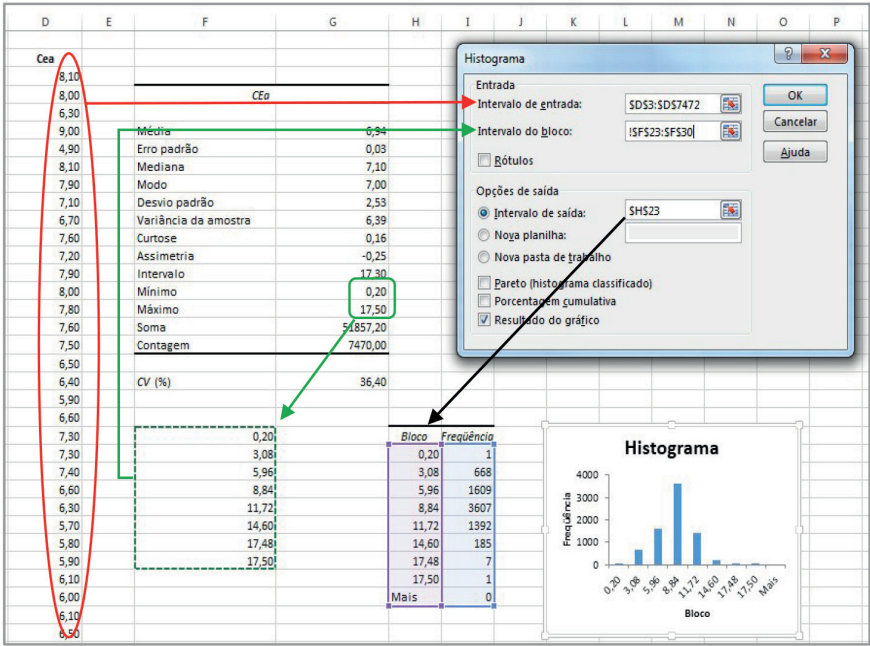 D E F G H I J K L M N O P
Cea
8,10
8,00
6,30
9,00
4,90
8,10
7,90
7,10
6,70
7,60
7,20
7,90
8,00
7,80
7,60
7,50
6,50
6,40
5,90
6,60
7,30
7,30
7,40
6,60
6,30
5,70
5,80
5,90
6,10
6,00
6,10
6,50
CEa
Média 6,94
Erro padrão 0,03
Mediana 7,10
Modo 7,00
Desvio padrão 2,53
Variância da amostra 6,39
Curtose 0,16
Assimetria -0,25
Intervalo 17,30
Mínimo 0,20
Máximo 17,50
Soma 51857,20
Contagem 7470,00
CV (%) 36,40
0,20
3,08
5,96
8,84
11,72
14,60
17,48
17,50
Bloco Freqüência
0,20 1
3,08 668
5,96 1609
8,84 3607
11,72 1392
14,60 185
17,48 7
17,50 1
Mais 0
Histograma
?
X
Entrada
Intervalo de entrada: $D$3:$D$7472
Intervalo do bloco: !$F$23:$F$30
Rótulos
Opções de saída
Intervalo de saída: $H$23
Nova planilha:
Nova pasta de trabalho
Pareto (histograma classificado)
Porcentagem cumulativa
Resultado do gráfico
OK
Cancelar
Ajuda
Histograma
Freqüência
4000
3000
2000
1000
0
0,20 3,08 5,96 8,84 11,72 14,60 17,48 17,50 Mais
Bloco